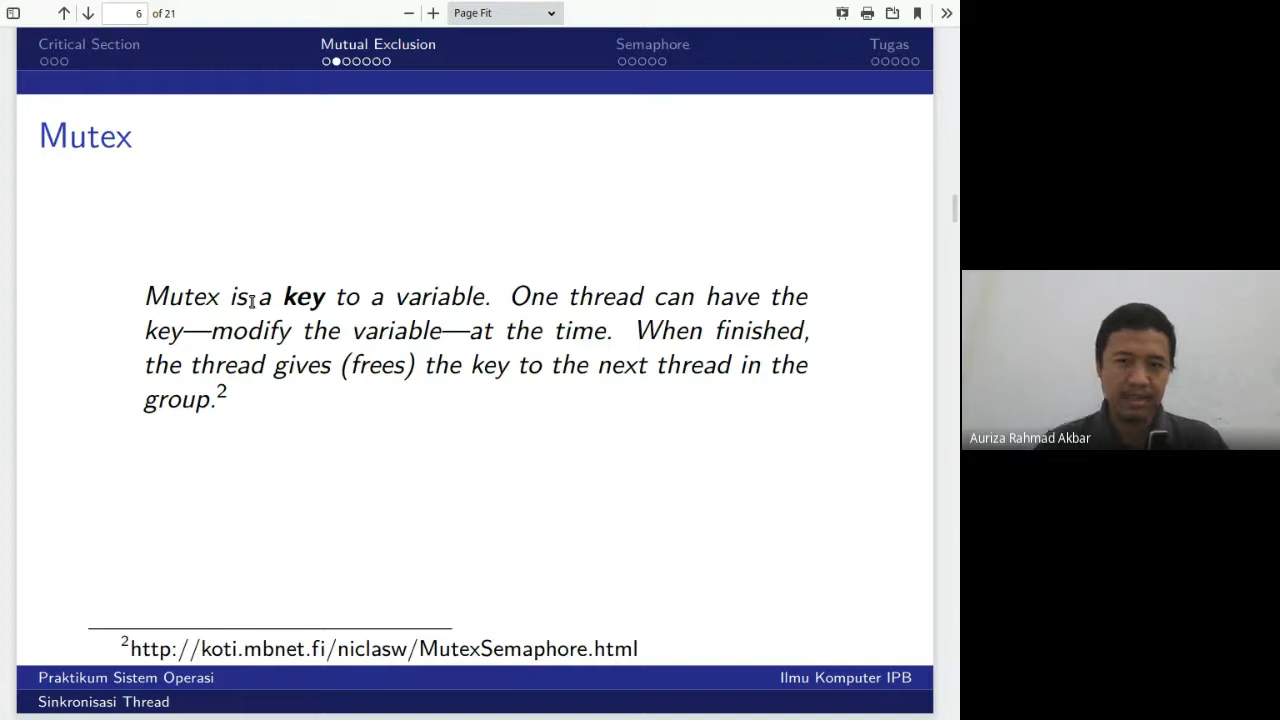 6 of 21 Page Fit
Critical Section Mutual Exclusion Semaphore Tugas
Mutex
Mutex is a key to a variable. One thread can have the
key—modify the variable—at the time. When finished,
the thread gives (frees) the key to the next thread in the
group.2
2http://koti.mbnet.fi/niclasw/MutexSemaphore.html
Praktikum Sistem Operasi Ilmu Komputer IPB
Sinkronisasi Thread
Auriza Rahmad Akbar